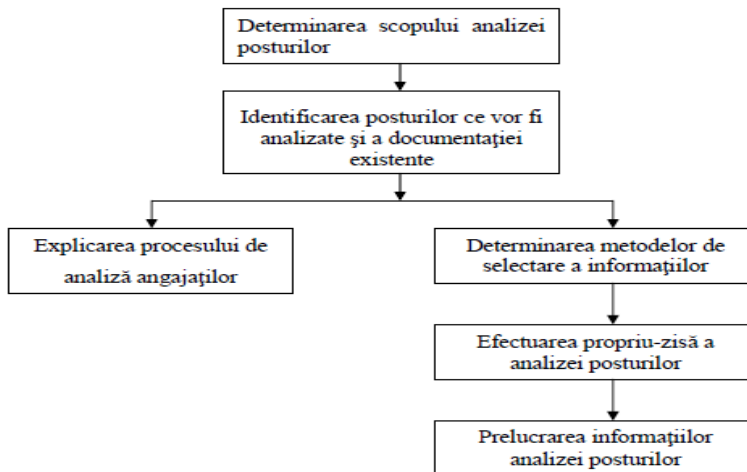 Determinarea scopului analizei
posturilor
Identificarea posturilor ce vor fi
analizate şi a documentaţiei
existente
Explicarea procesului de
analiză angajaţilor
Determinarea metodelor de
selectare a informaţiilor
Efectuarea propriu-zisă a
analizei posturilor
Prelucrarea informaţiilor
analizei posturilor